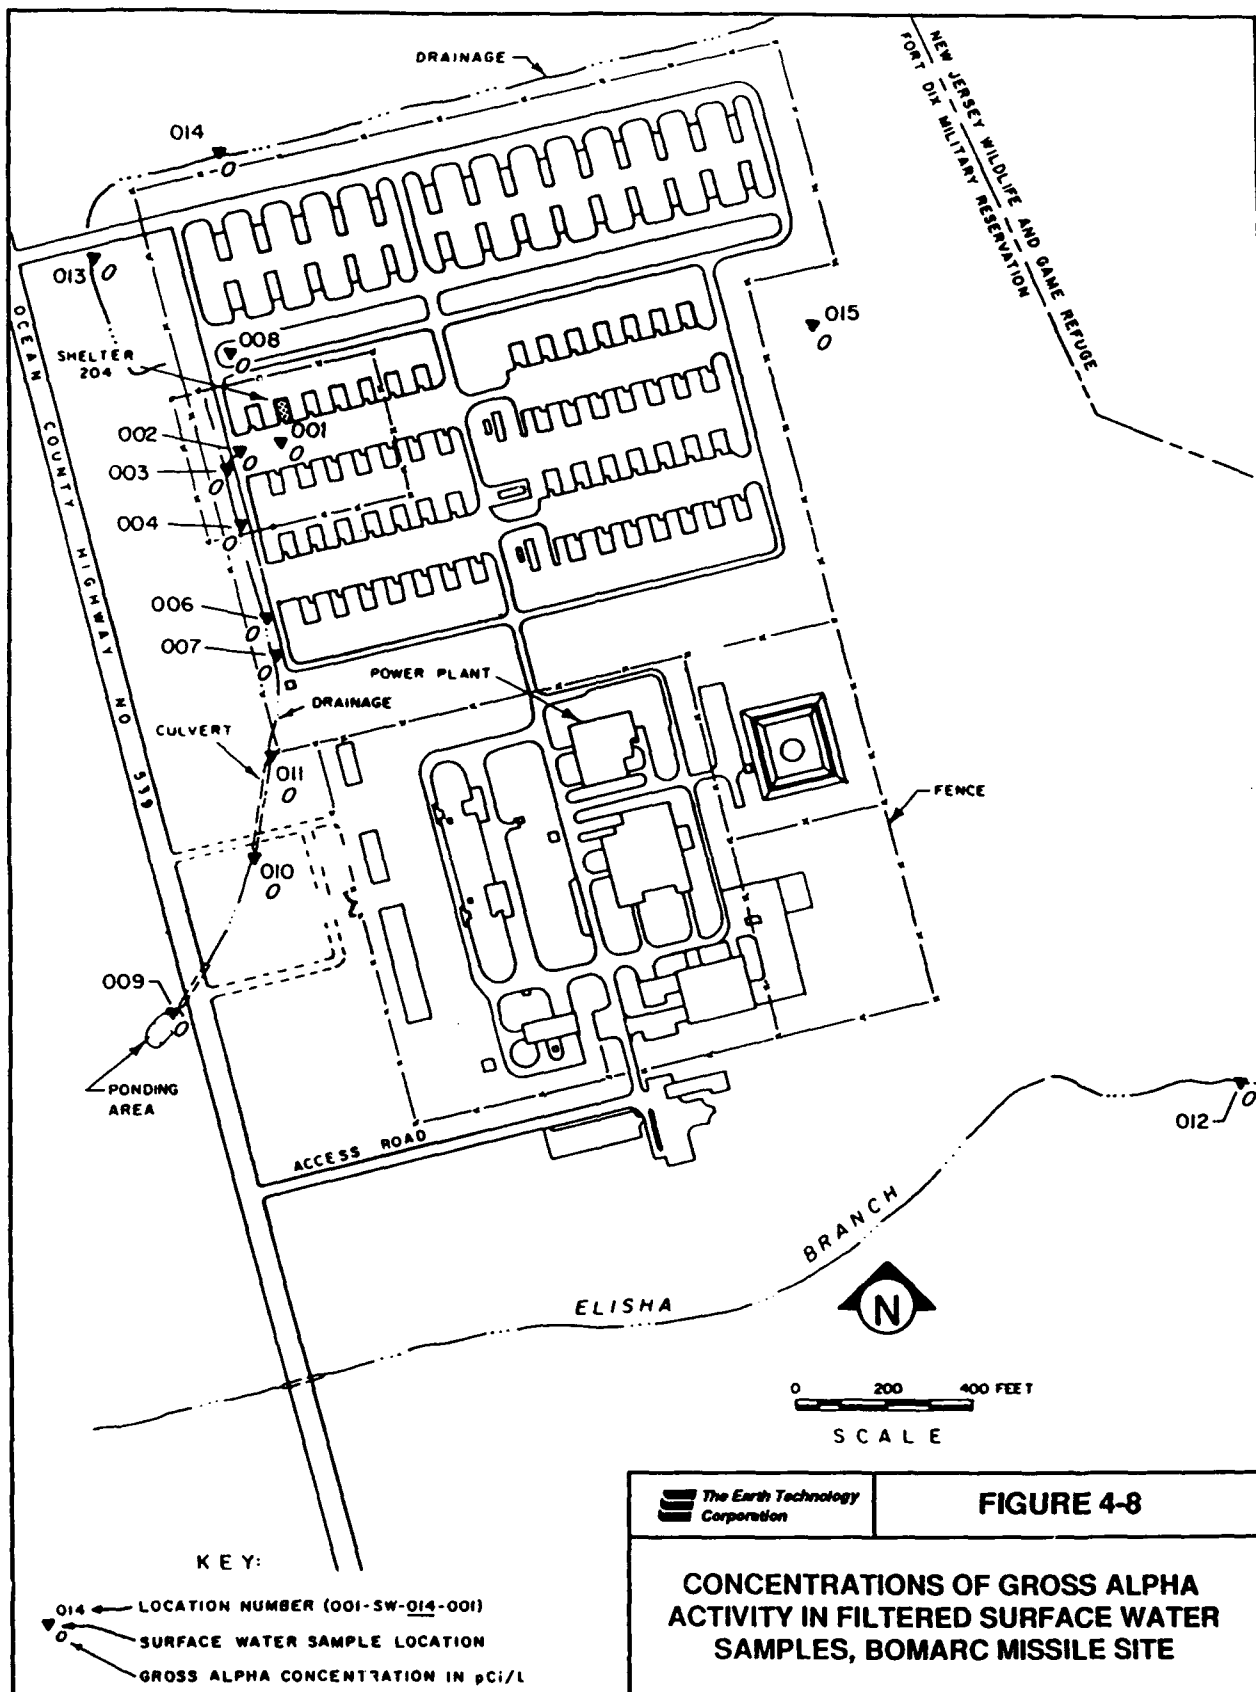 DRAINAGE
NEW JERSEY WILDLIFE AND GAME REFUGE
FORT DIX MILITARY RESERVATION
014
0
013
0
015
0
008
0
SHELTER
204
OCEAN COUNTY HIGHWAY NO 539
001
0
002
0
003
0
004
0
006
0
007
0
POWER PLANT
DRAINAGE
CULVERT
011
0
FENCE
010
0
009
0
PONDING
AREA
012
0
ACCESS ROAD
ELISHA BRANCH
N
0 200 400 FEET
SCALE
The Earth Technology
Corporation
FIGURE 4-8
CONCENTRATIONS OF GROSS ALPHA
ACTIVITY IN FILTERED SURFACE WATER
SAMPLES, BOMARC MISSILE SITE
KEY:
014 LOCATION NUMBER (001-SW-014-001)
SURFACE WATER SAMPLE LOCATION
0 GROSS ALPHA CONCENTRATION IN pCi/L